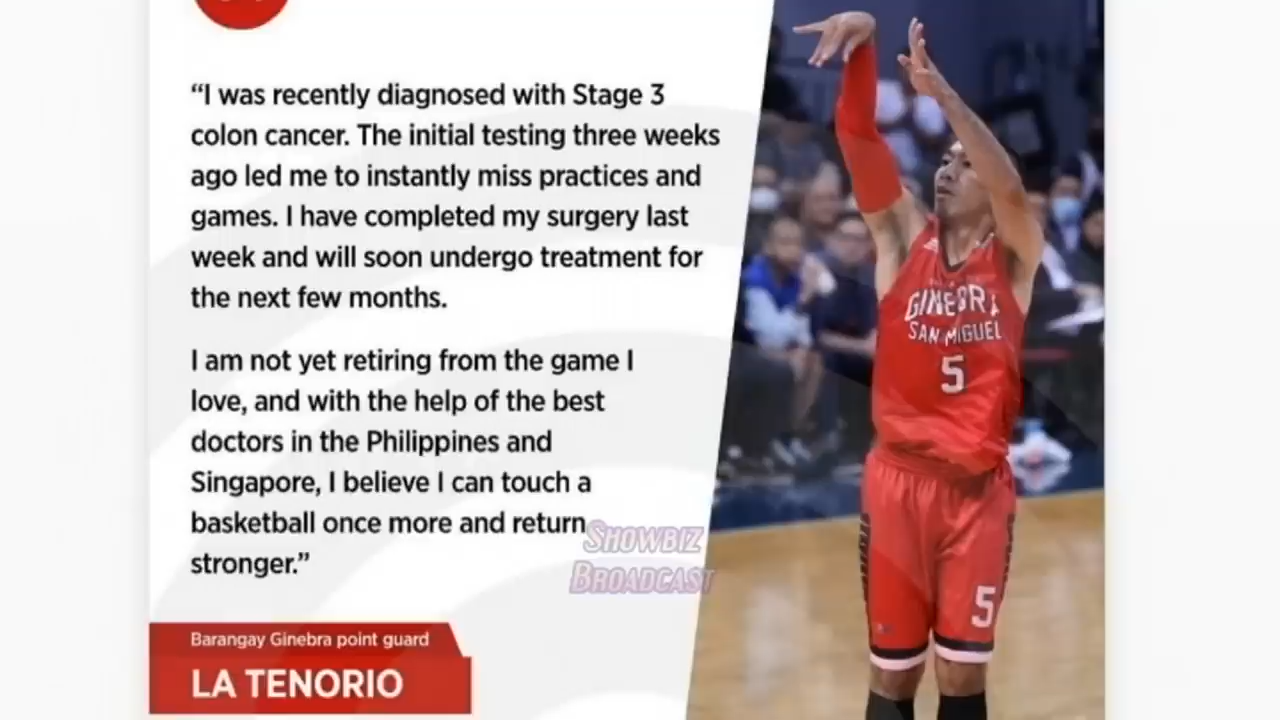 “I was recently diagnosed with Stage 3
colon cancer. The initial testing three weeks
ago led me to instantly miss practices and
games. I have completed my surgery last
week and will soon undergo treatment for
the next few months.
I am not yet retiring from the game I
love, and with the help of the best
doctors in the Philippines and
Singapore, I believe I can touch a
basketball once more and return
stronger.”
SHOWBIZ
BROADCAST
Barangay Ginebra point guard
LA TENORIO
GINEBRA
SAN MIGUEL
5
5